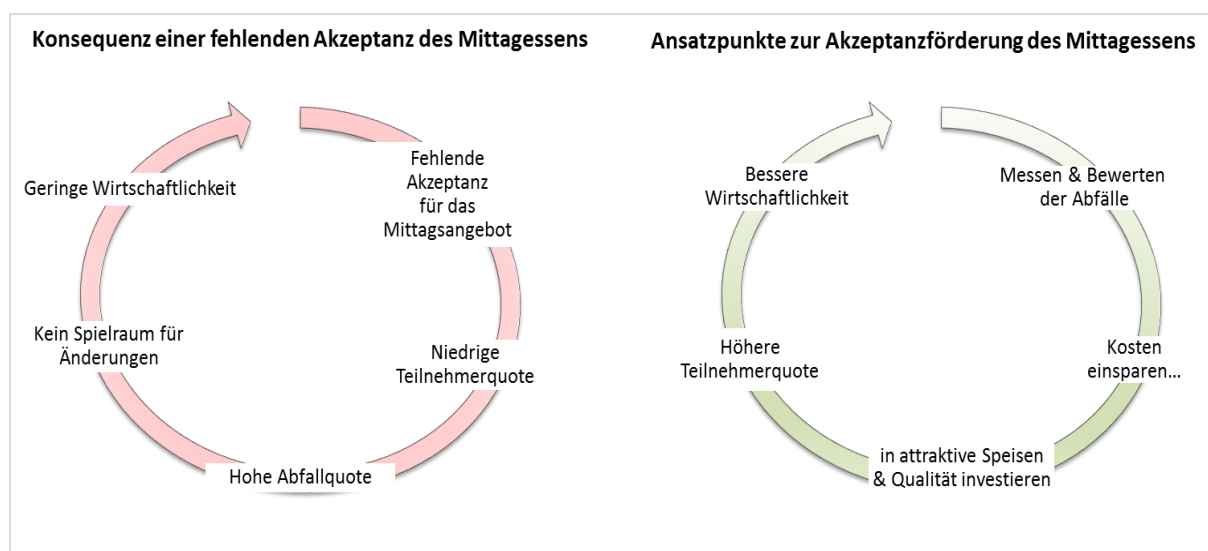 Konsequenz einer fehlenden Akzeptanz des Mittagessens
Fehlende
Akzeptanz
für das
Mittagsangebot
Niedrige
Teilnehmerquote
Hohe Abfallquote
Kein Spielraum für
Änderungen
Geringe Wirtschaftlichkeit
Ansatzpunkte zur Akzeptanzförderung des Mittagessens
Messen & Bewerten
der Abfälle
Kosten
einsparen...
in attraktive Speisen
& Qualität investieren
Höhere
Teilnehmerquote
Bessere
Wirtschaftlichkeit